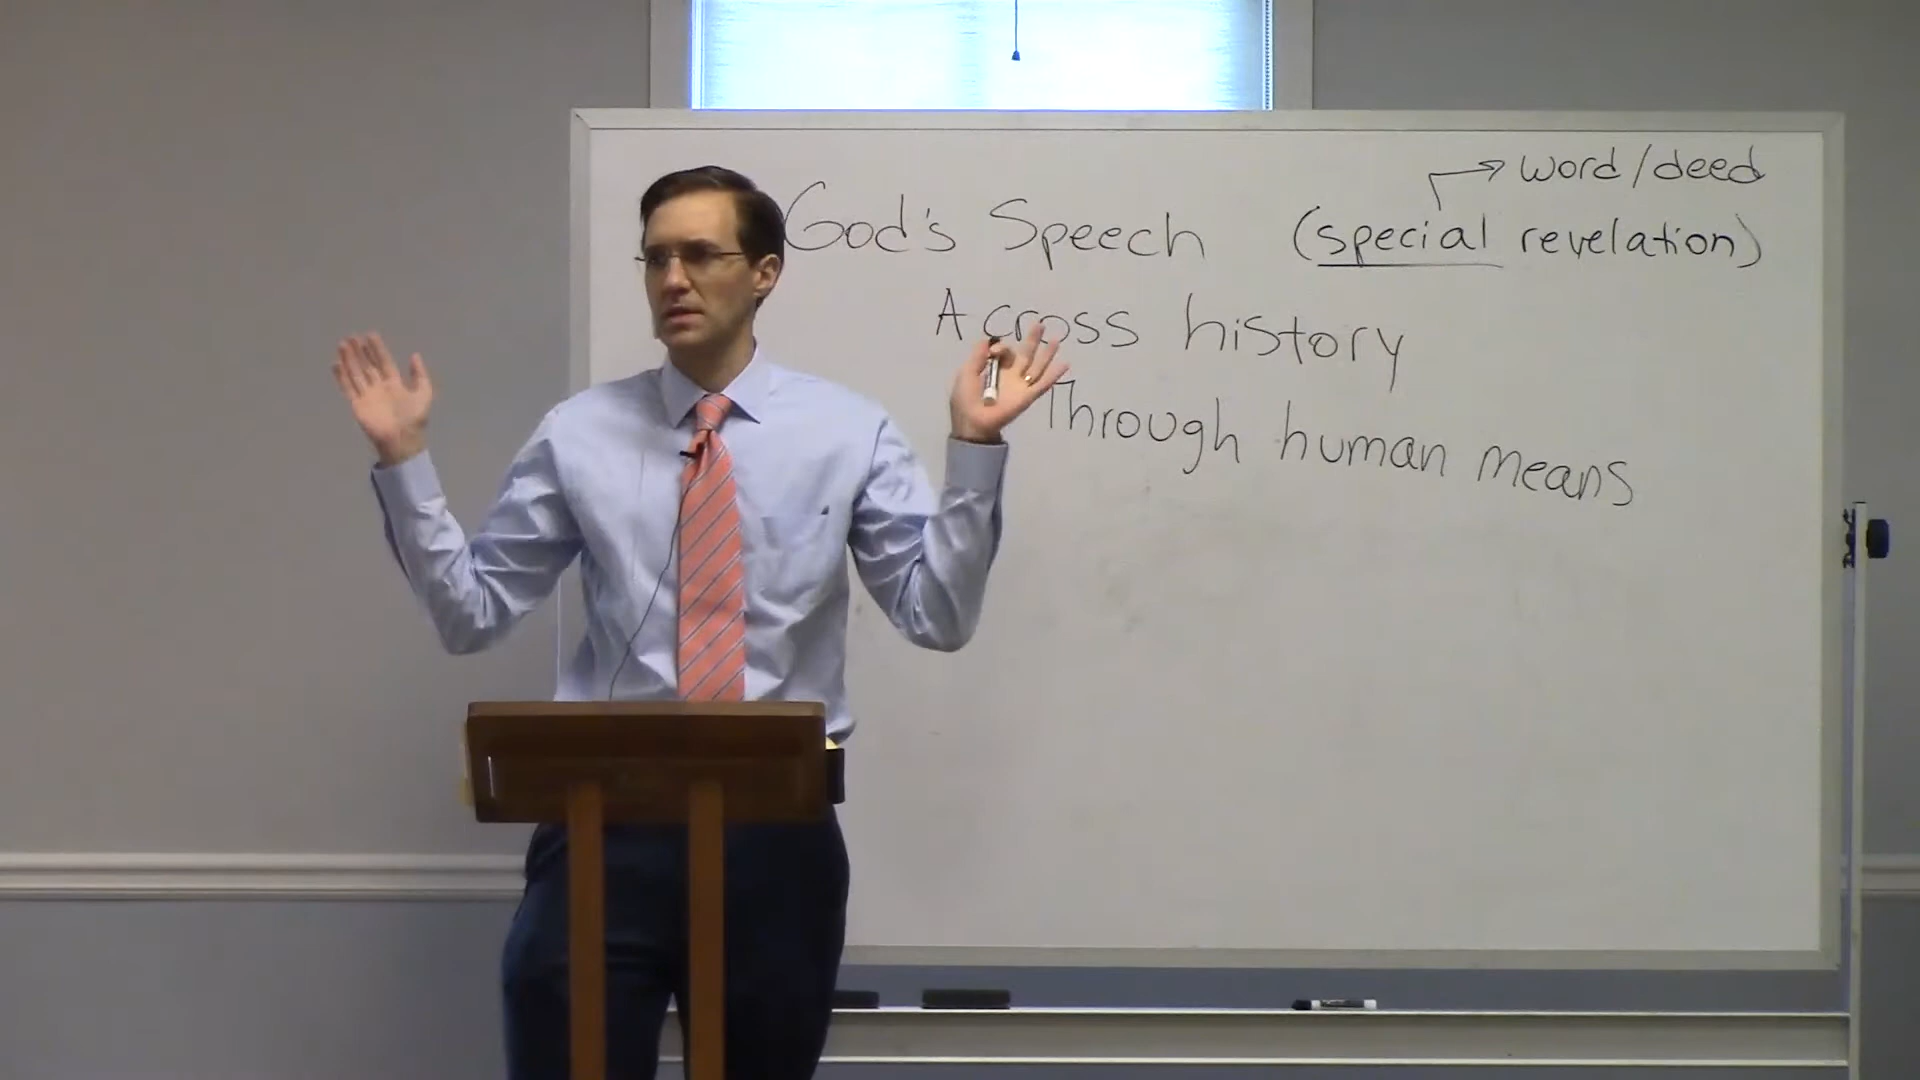 → word/deed
God's Speech (special revelation)
Across history
Through human means